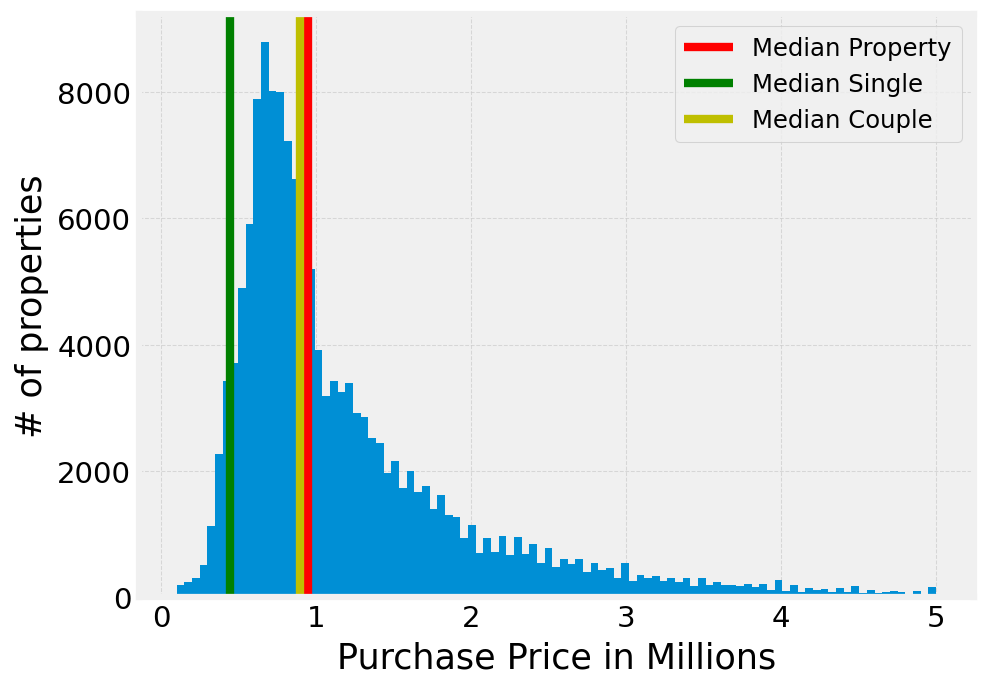 Median Property
Median Single
Median Couple
# of properties
8000
6000
4000
2000
0
0 1 2 3 4 5
Purchase Price in Millions